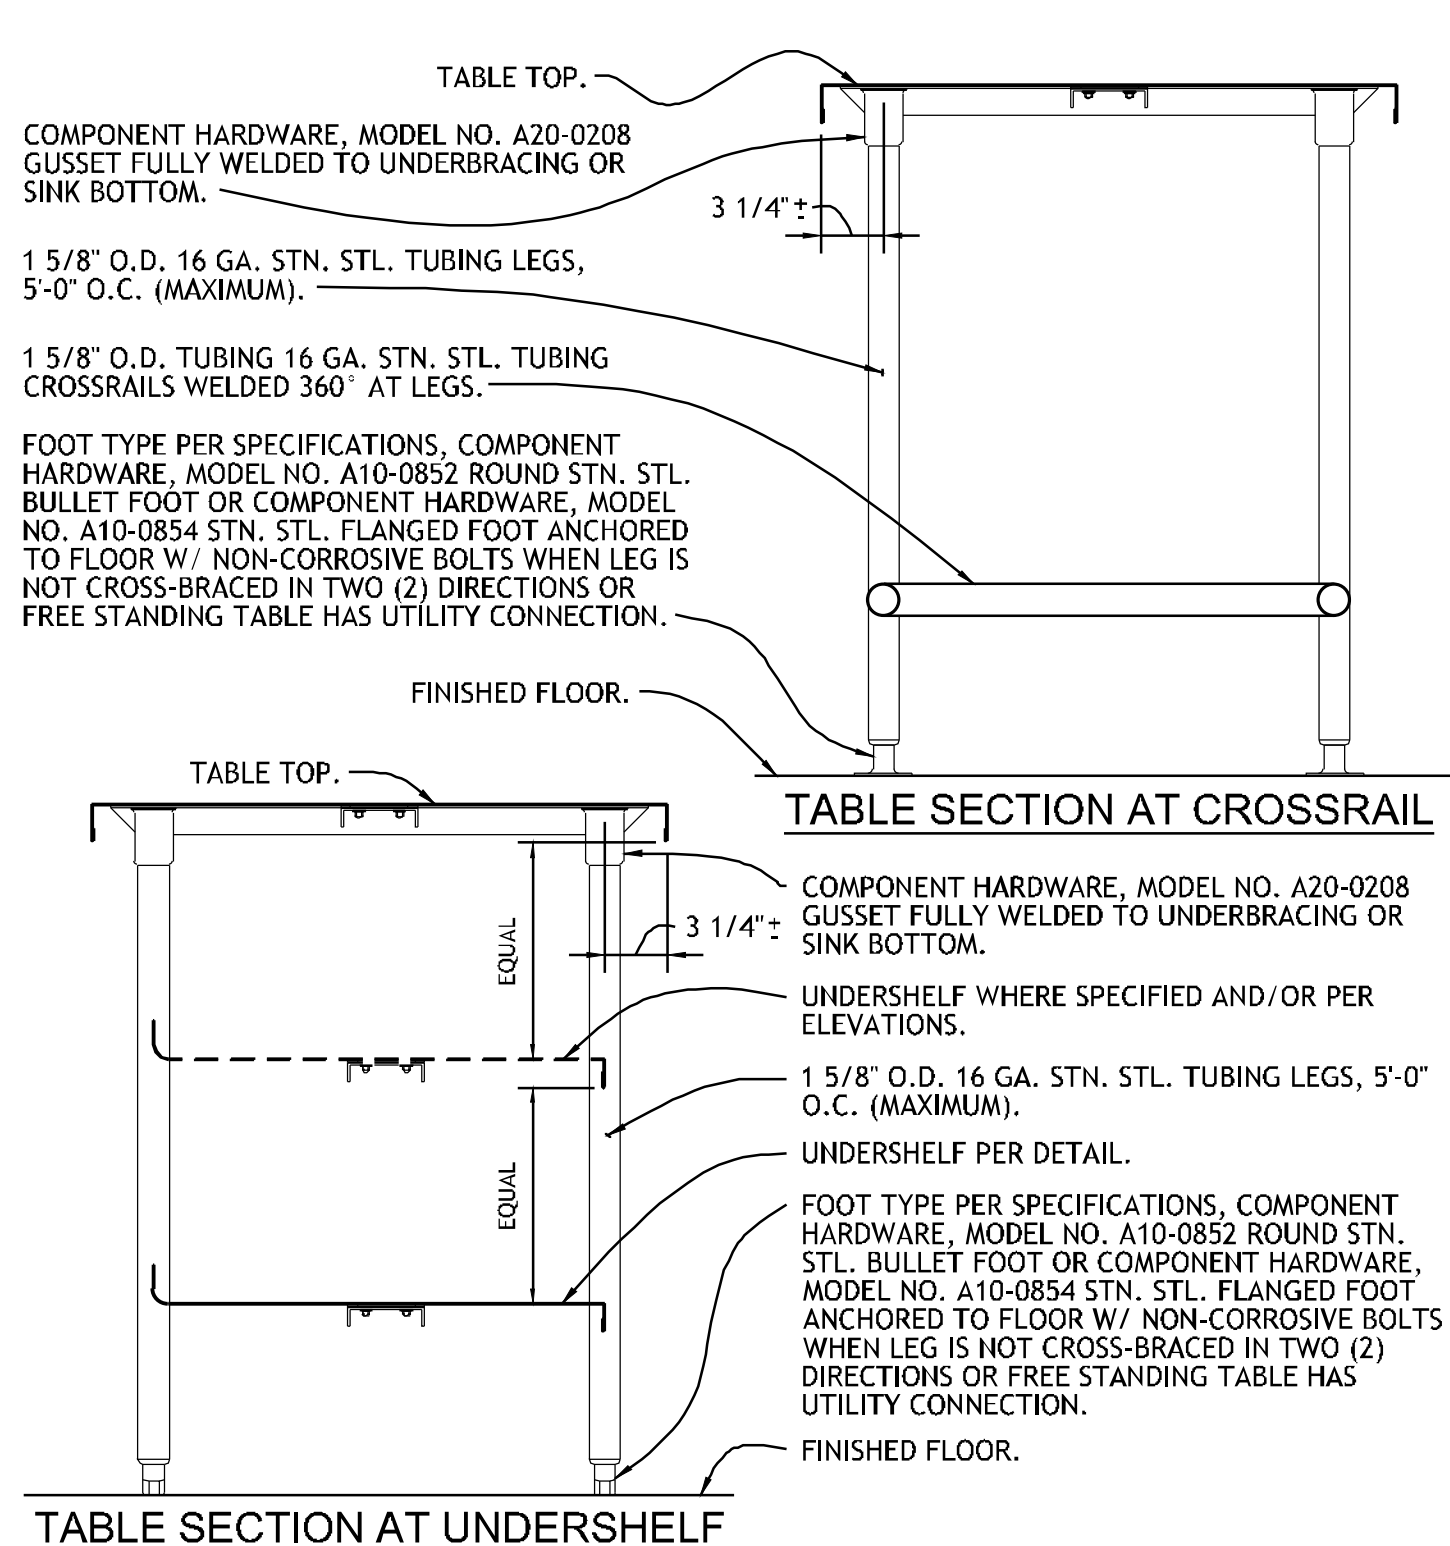 TABLE TOP.
COMPONENT HARDWARE, MODEL NO. A20-0208
GUSSET FULLY WELDED TO UNDERBRACING OR
SINK BOTTOM.
3 1/4"±
1 5/8" O.D. 16 GA. STN. STL. TUBING LEGS,
5'-0" O.C. (MAXIMUM).
1 5/8" O.D. TUBING 16 GA. STN. STL. TUBING
CROSSRAILS WELDED 360° AT LEGS.
FOOT TYPE PER SPECIFICATIONS, COMPONENT
HARDWARE, MODEL NO. A10-0852 ROUND STN. STL.
BULLET FOOT OR COMPONENT HARDWARE, MODEL
NO. A10-0854 STN. STL. FLANGED FOOT ANCHORED
TO FLOOR W/ NON-CORROSIVE BOLTS WHEN LEG IS
NOT CROSS-BRACED IN TWO (2) DIRECTIONS OR
FREE STANDING TABLE HAS UTILITY CONNECTION.
FINISHED FLOOR.
TABLE SECTION AT CROSSRAIL
TABLE TOP.
COMPONENT HARDWARE, MODEL NO. A20-0208
GUSSET FULLY WELDED TO UNDERBRACING OR
SINK BOTTOM.
3 1/4"±
EQUAL
UNDERSHELF WHERE SPECIFIED AND/OR PER
ELEVATIONS.
1 5/8" O.D. 16 GA. STN. STL. TUBING LEGS, 5'-0"
O.C. (MAXIMUM).
UNDERSHELF PER DETAIL.
EQUAL
FOOT TYPE PER SPECIFICATIONS, COMPONENT
HARDWARE, MODEL NO. A10-0852 ROUND STN.
STL. BULLET FOOT OR COMPONENT HARDWARE,
MODEL NO. A10-0854 STN. STL. FLANGED FOOT
ANCHORED TO FLOOR W/ NON-CORROSIVE BOLTS
WHEN LEG IS NOT CROSS-BRACED IN TWO (2)
DIRECTIONS OR FREE STANDING TABLE HAS
UTILITY CONNECTION.
FINISHED FLOOR.
TABLE SECTION AT UNDERSHELF